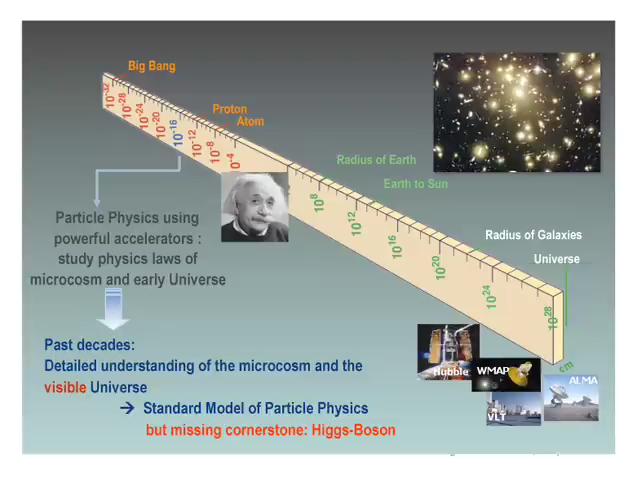 Big Bang
Proton
Atom
Radius of Earth
Earth to Sun
Radius of Galaxies
Universe
10-32
10-28
10-24
10-20
10-16
10-12
10-8
10-4
108
1012
1016
1020
1024
1028
cm
Particle Physics using
powerful accelerators :
study physics laws of
microcosm and early Universe
Past decades:
Detailed understanding of the microcosm and the
visible Universe
→ Standard Model of Particle Physics
but missing cornerstone: Higgs-Boson
Hubble
WMAP
ALMA
VLT